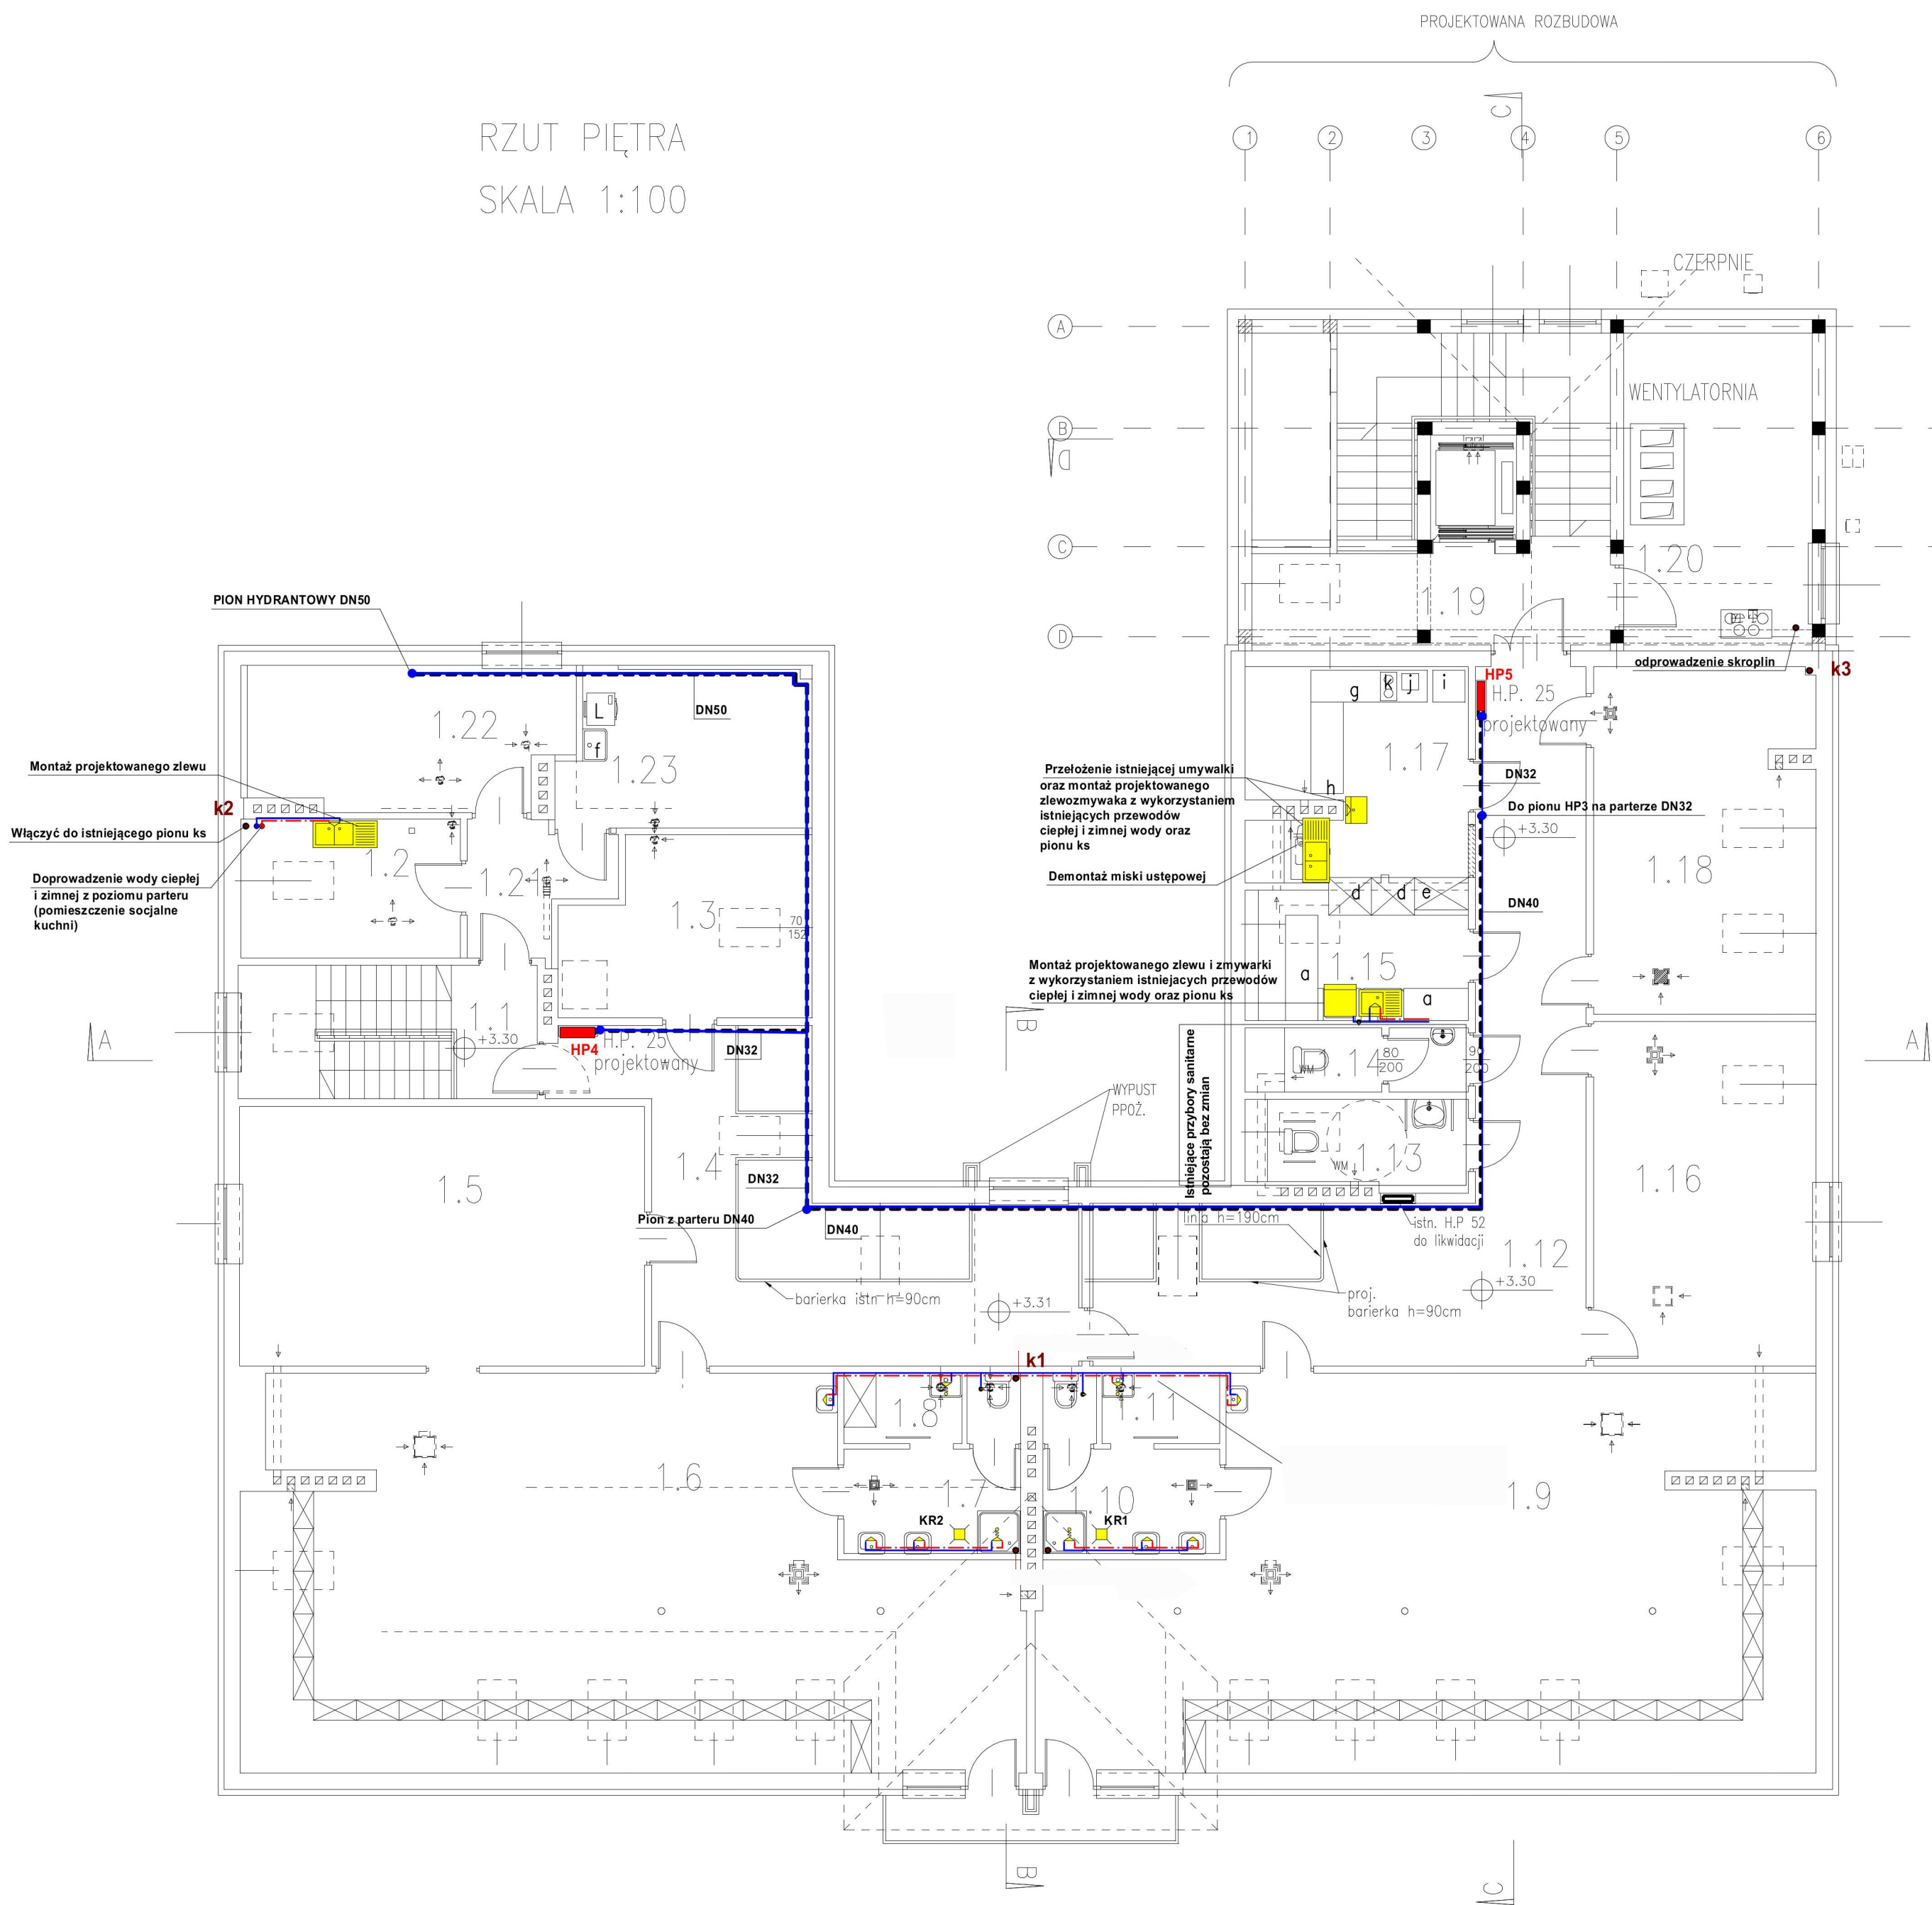 PROJEKTOWANA ROZBUDOWA
RZUT PIĘTRA
SKALA 1:100
C
1
2
3
4
5
6
CZERPNIE
A
B
D
C
D
WENTYLATORNIA
1.20
1.19
odprowadzenie skroplin
k3
PION HYDRANTOWY DN50
DN50
1.22
L
f
1.23
Montaż projektowanego zlewu
k2
Włączyć do istniejącego pionu ks
1.2
1.21
1.3
70
152
Doprowadzenie wody ciepłej
i zimnej z poziomu parteru
(pomieszczenie socjalne
kuchni)
HP5
H.P. 25
projektowany
g
k
j
i
1.17
h
DN32
Przełożenie istniejącej umywalki
oraz montaż projektowanego
zlewozmywaka z wykorzystaniem
istniejących przewodów
ciepłej i zimnej wody oraz
pionu ks
Do pionu HP3 na parterze DN32
+3.30
1.18
Demontaż miski ustępowej
d
d
e
DN40
Montaż projektowanego zlewu i zmywarki
z wykorzystaniem istniejacych przewodów
ciepłej i zimnej wody oraz pionu ks
a
1.15
a
1.1
+3.30
HP4
H.P. 25
projektowany
DN32
A
B
A
Istniejące przybory sanitarne
pozostają bez zmian
WM
1.14
80
200
90
200
WYPUST
PPOŻ.
WM
1.13
1.5
1.4
DN32
1.16
Pion z parteru DN40
DN40
linia h=190cm
istn. H.P 52
do likwidacji
1.12
+3.30
barierka istn h=90cm
+3.31
proj.
barierka h=90cm
k1
1.8
1.11
1.6
1.7
1.10
1.9
KR2
KR1
B
C